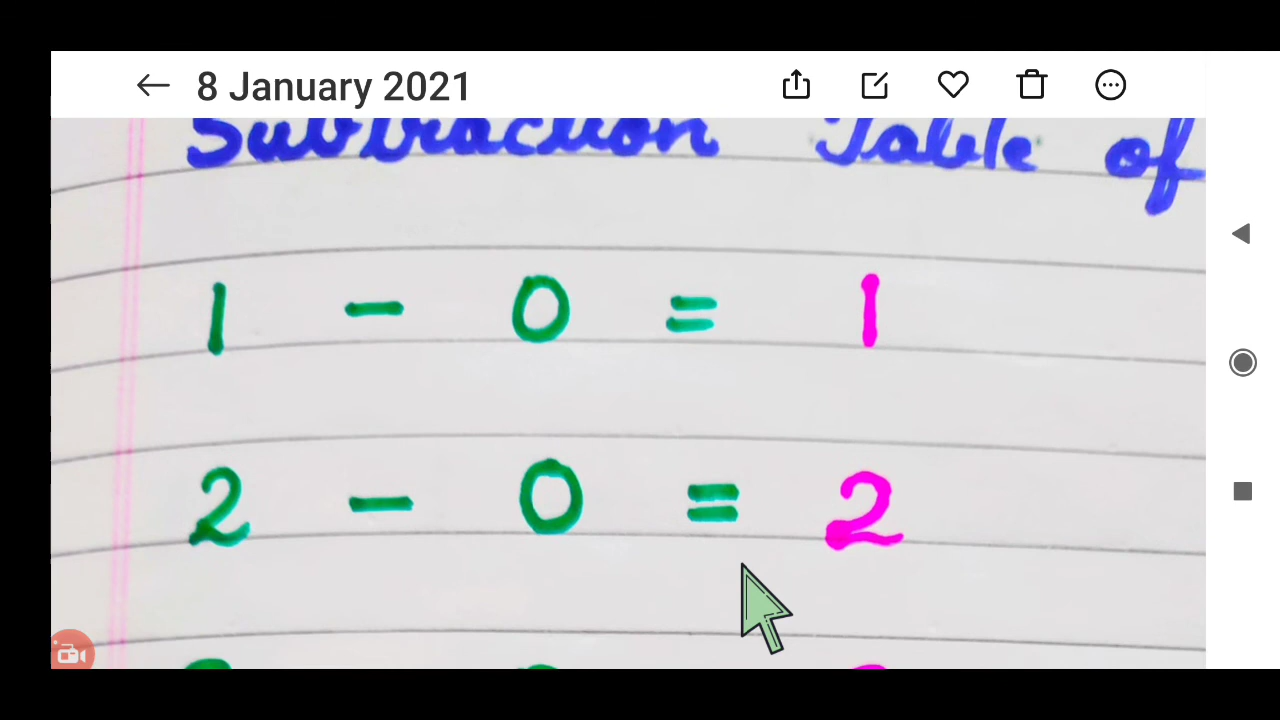 8 January 2021
Subtraction Table of
1 - 0 = 1
2 - 0 = 2